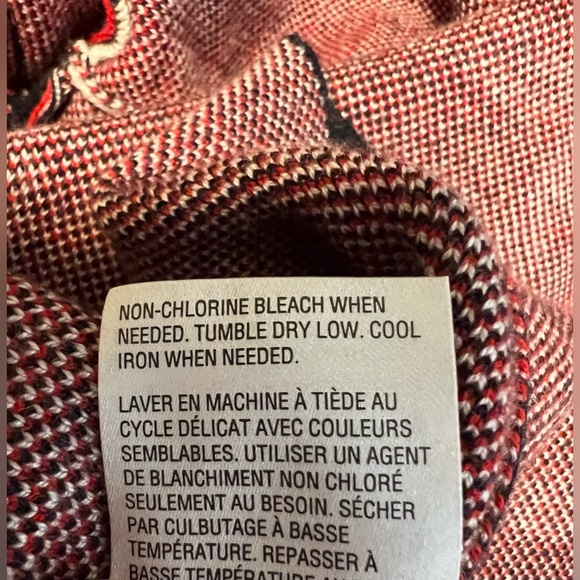 NON-CHLORINE BLEACH WHEN
NEEDED. TUMBLE DRY LOW. COOL
IRON WHEN NEEDED.
LAVER EN MACHINE À TIÈDE AU
CYCLE DÉLICAT AVEC COULEURS
SEMBLABLES. UTILISER UN AGENT
DE BLANCHIMENT NON CHLORÉ
SEULEMENT AU BESOIN. SÉCHER
PAR CULBUTAGE À BASSE
TEMPÉRATURE. REPASSER À
BASSE TEMPÉRATURE